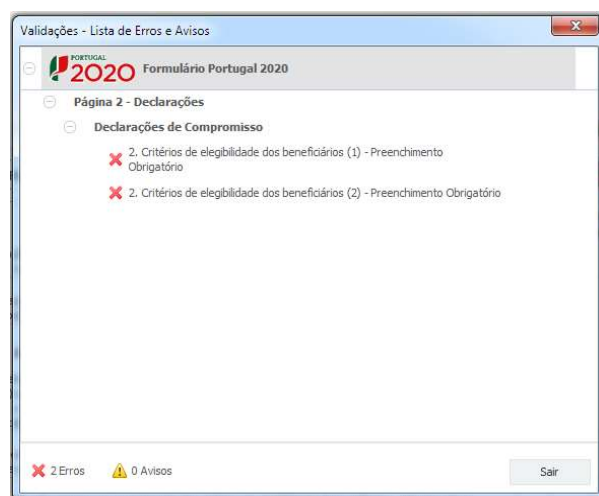 Validações - Lista de Erros e Avisos
PORTUGAL
2020
Formulário Portugal 2020
Página 2 - Declarações
Declarações de Compromisso
2. Critérios de elegibilidade dos beneficiários (1) - Preenchimento
Obrigatório
2. Critérios de elegibilidade dos beneficiários (2) - Preenchimento Obrigatório
2 Erros
0 Avisos
Sair